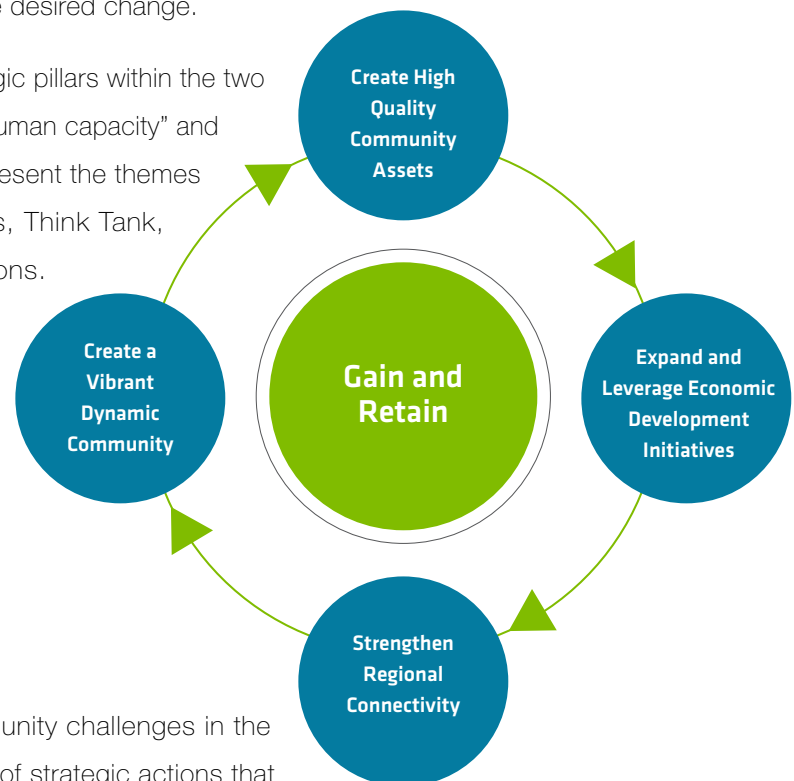 desired change.
gic pillars within the two
uman capacity” and
resent the themes
s, Think Tank,
ons.
Create High
Quality
Community
Assets
Expand and
Leverage Economic
Development
Initiatives
Strengthen
Regional
Connectivity
Create a
Vibrant
Dynamic
Community
Gain and
Retain
unity challenges in the
of strategic actions that